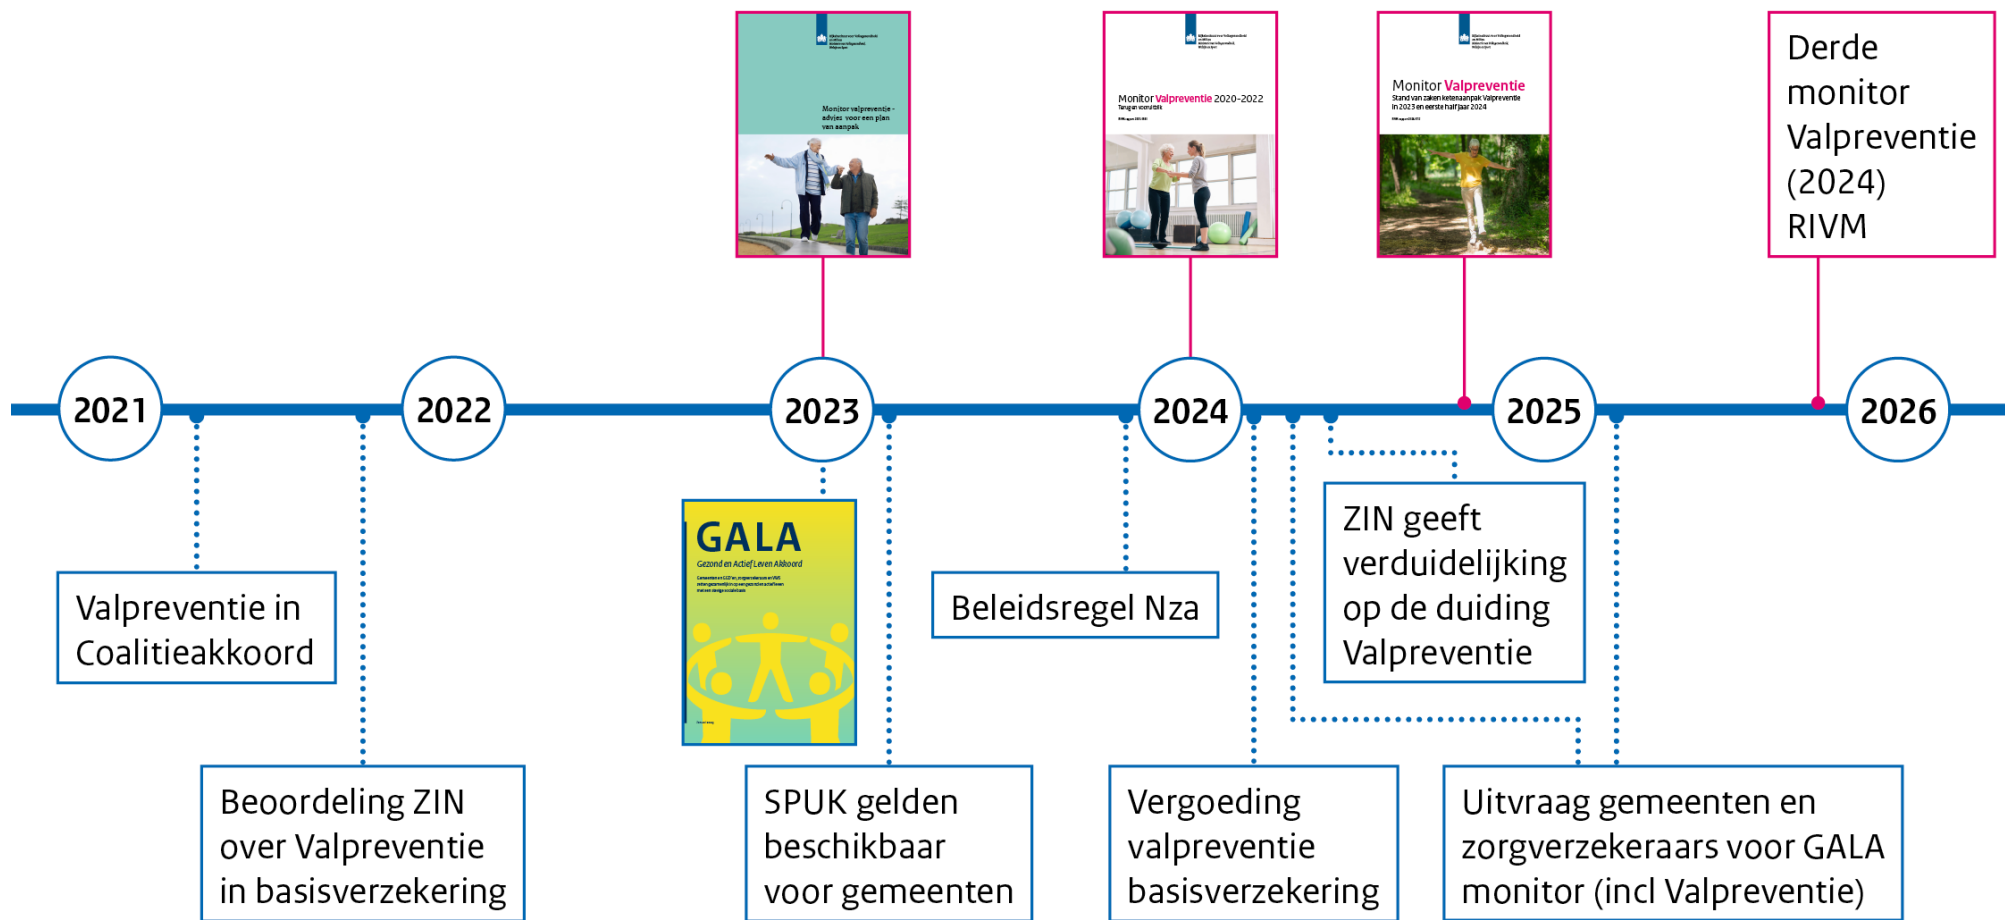 Monitor valpreventie -
advies voor een plan
van aanpak
Monitor Valpreventie 2020-2022
Terug en vooruitblik
Monitor Valpreventie
Stand van zaken ketenaanpak Valpreventie
in 2023 en eerste half jaar 2024
Derde
monitor
Valpreventie
(2024)
RIVM
2021
2022
2023
2024
2025
2026
Valpreventie in
Coalitieakkoord
Beoordeling ZIN
over Valpreventie
in basisverzekering
GALA
Gezond en Actief Leven Akkoord
SPUK gelden
beschikbaar
voor gemeenten
Beleidsregel Nza
Vergoeding
valpreventie
basisverzekering
ZIN geeft
verduidelijking
op de duiding
Valpreventie
Uitvraag gemeenten en
zorgverzekeraars voor GALA
monitor (incl Valpreventie)